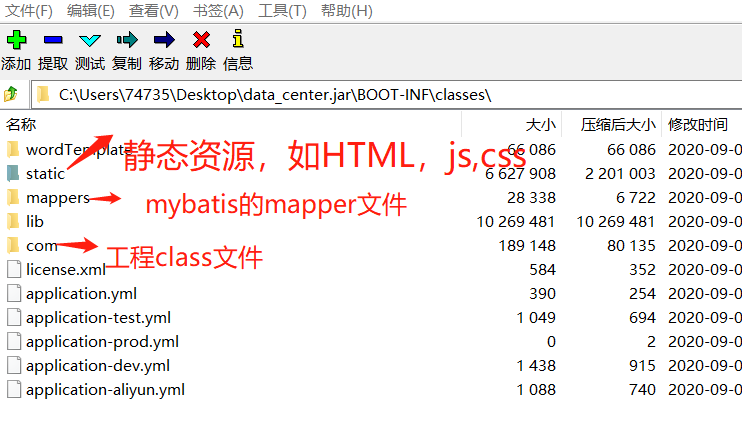 文件(F) 编辑(E) 查看(V) 书签(A) 工具(T) 帮助(H)
添加 提取 测试 复制 移动 删除 信息
C:\Users\74735\Desktop\data_center.jar\BOOT-INF\classes\
名称 大小 压缩后大小 修改时间
wordTemplate 66 086 66 086 2020-09-0
静态资源，如HTML，js,css
static 6 627 908 2 201 003 2020-09-0
mappers 28 338 6 722 2020-09-0
mybatis的mapper文件
lib 10 269 481 10 269 481 2020-09-0
com 189 148 80 135 2020-09-0
工程class文件
license.xml 584 352 2020-09-0
application.yml 390 254 2020-09-0
application-test.yml 1 049 694 2020-09-0
application-prod.yml 0 2 2020-09-0
application-dev.yml 1 438 915 2020-09-0
application-aliyun.yml 1 088 740 2020-09-0